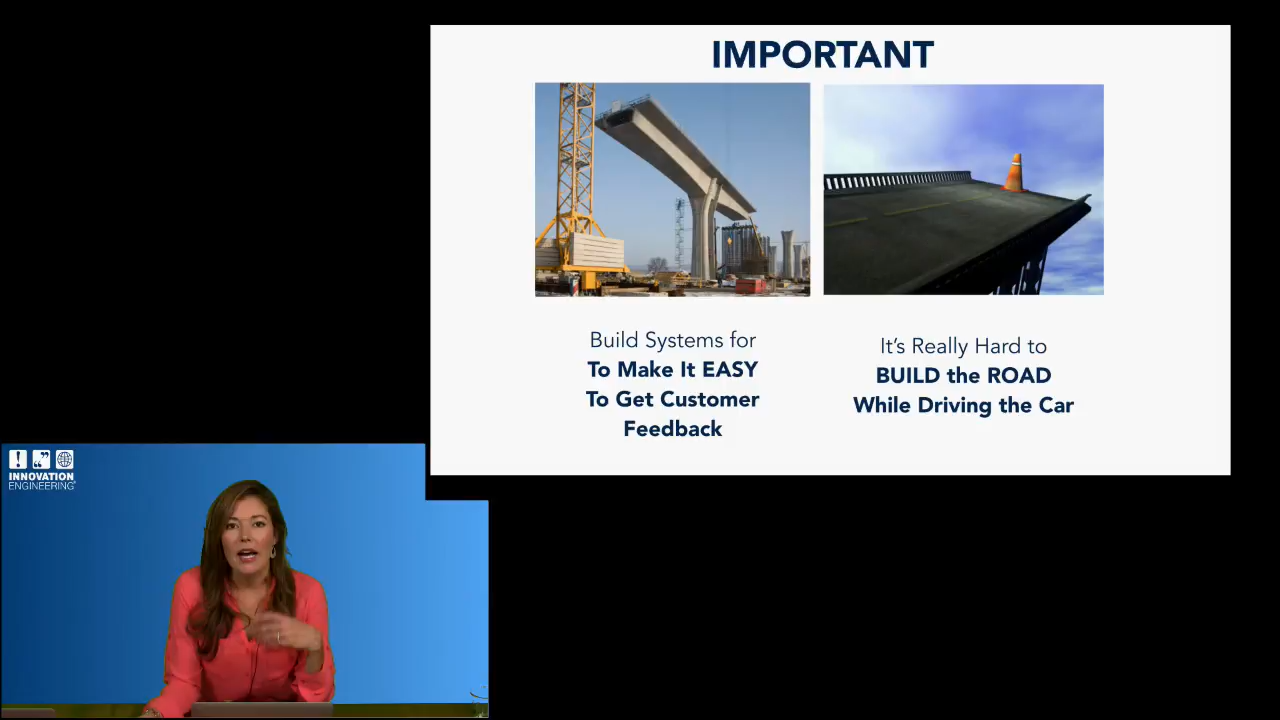 IMPORTANT
Build Systems for
To Make It EASY
To Get Customer
Feedback
It's Really Hard to
BUILD the ROAD
While Driving the Car
INNOVATION
ENGINEERING